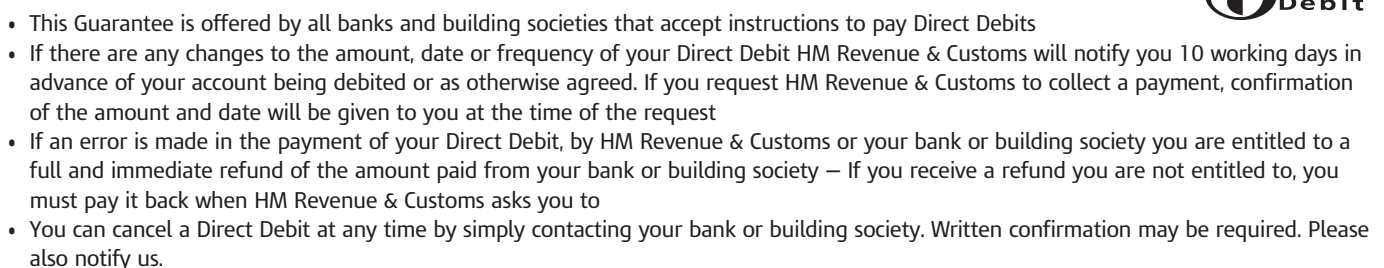 Debit
• This Guarantee is offered by all banks and building societies that accept instructions to pay Direct Debits
• If there are any changes to the amount, date or frequency of your Direct Debit HM Revenue & Customs will notify you 10 working days in
advance of your account being debited or as otherwise agreed. If you request HM Revenue & Customs to collect a payment, confirmation
of the amount and date will be given to you at the time of the request
• If an error is made in the payment of your Direct Debit, by HM Revenue & Customs or your bank or building society you are entitled to a
full and immediate refund of the amount paid from your bank or building society – If you receive a refund you are not entitled to, you
must pay it back when HM Revenue & Customs asks you to
• You can cancel a Direct Debit at any time by simply contacting your bank or building society. Written confirmation may be required. Please
also notify us.